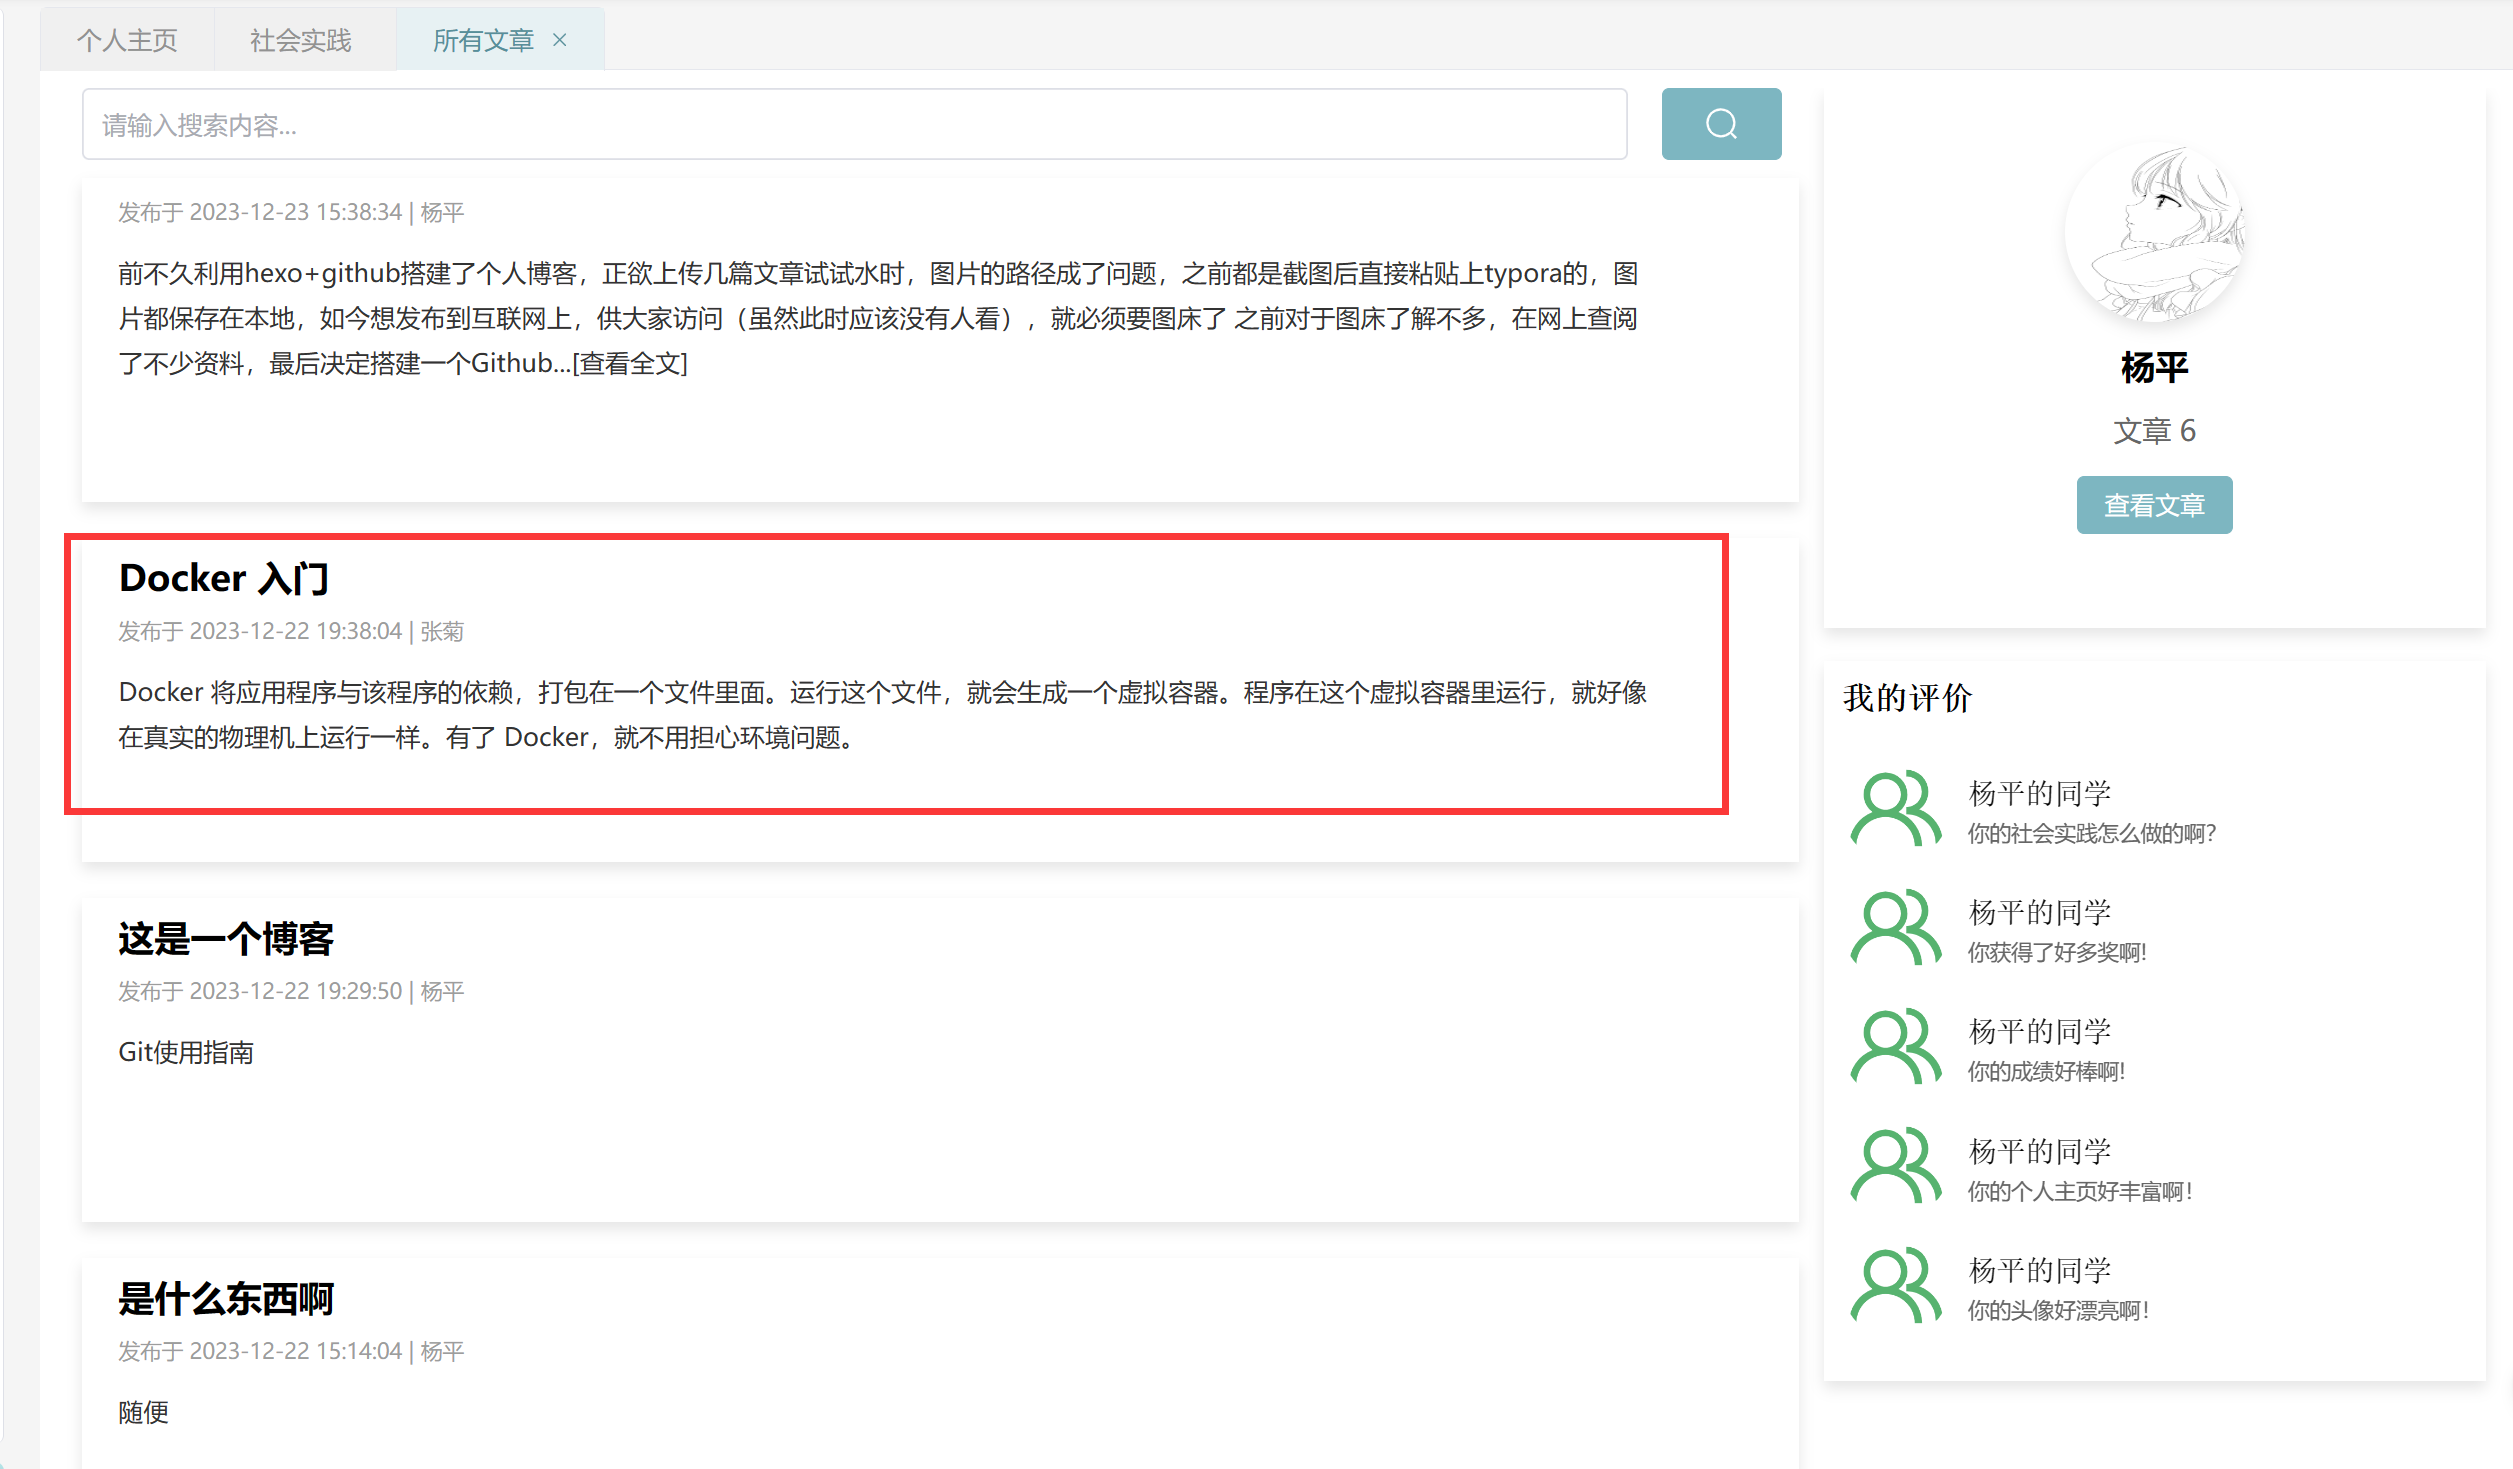 个人主页
社会实践
所有文章
请输入搜索内容...
发布于 2023-12-23 15:38:34 | 杨平
前不久利用hexo+github搭建了个人博客，正欲上传几篇文章试试水时，图片的路径成了问题，之前都是截图后直接粘贴上typora的，图
片都保存在本地，如今想发布到互联网上，供大家访问（虽然此时应该没有人看），就必须要图床了 之前对于图床了解不多，在网上查阅
了不少资料，最后决定搭建一个Github...[查看全文]
Docker 入门
发布于 2023-12-22 19:38:04 | 张菊
Docker 将应用程序与该程序的依赖，打包在一个文件里面。运行这个文件，就会生成一个虚拟容器。程序在这个虚拟容器里运行，就好像
在真实的物理机上运行一样。有了 Docker，就不用担心环境问题。
这是一个博客
发布于 2023-12-22 19:29:50 | 杨平
Git使用指南
是什么东西啊
发布于 2023-12-22 15:14:04 | 杨平
随便
杨平
文章 6
查看文章
我的评价
杨平的同学
你的社会实践怎么做的啊？
杨平的同学
你获得了好多奖啊!
杨平的同学
你的成绩好棒啊!
杨平的同学
你的个人主页好丰富啊！
杨平的同学
你的头像好漂亮啊！